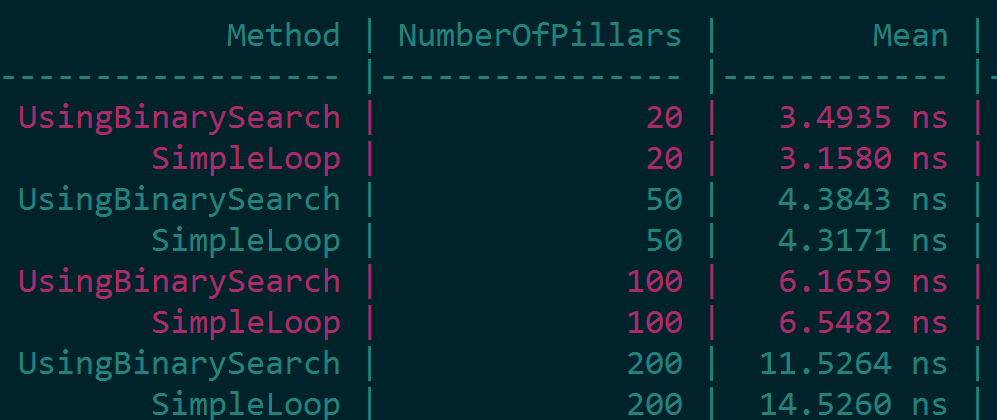 Method | NumberOfPillars | Mean |
------------------ |---------------- |------------ |-
UsingBinarySearch | 20 | 3.4935 ns |
SimpleLoop | 20 | 3.1580 ns |
UsingBinarySearch | 50 | 4.3843 ns |
SimpleLoop | 50 | 4.3171 ns |
UsingBinarySearch | 100 | 6.1659 ns |
SimpleLoop | 100 | 6.5482 ns |
UsingBinarySearch | 200 | 11.5264 ns |
SimpleLoop | 200 | 14.5260 ns |